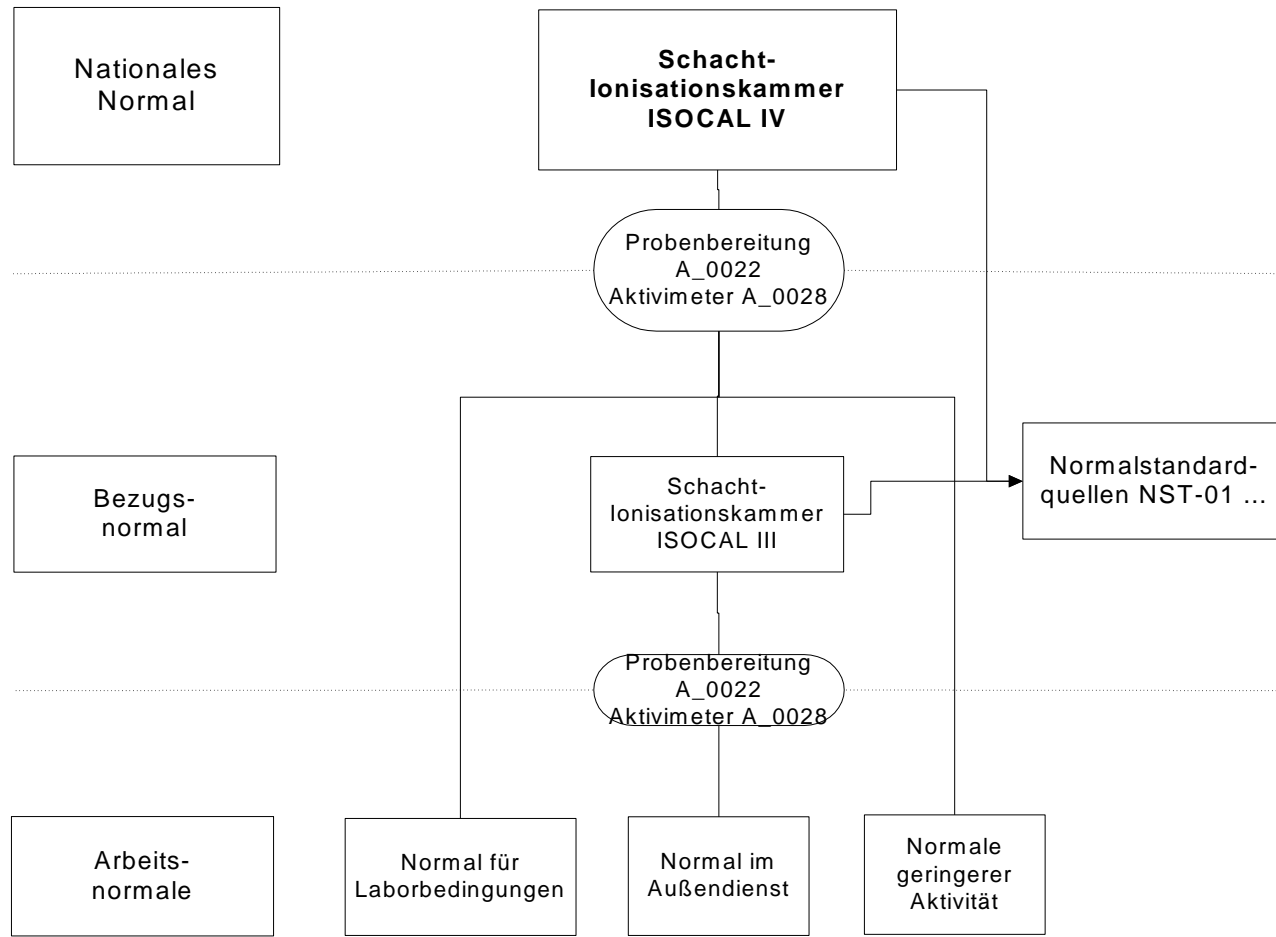 Nationales
Normal
Schacht-
Ionisationskammer
ISOCAL IV
Probenbereitung
A_0022
Aktivimeter A_0028
Bezugs-
normal
Schacht-
Ionisationskammer
ISOCAL III
Normalstandard-
quellen NST-01 ...
Probenbereitung
A_0022
Aktivimeter A_0028
Arbeits-
normale
Normal für
Laborbedingungen
Normal im
Außendienst
Normale
geringerer
Aktivität